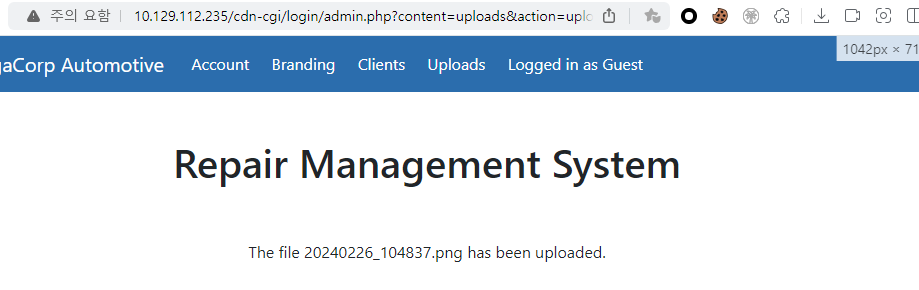 주의 요함 10.129.112.235/cdn-cgi/login/admin.php?content=uploads&action=uplo
1042px × 71
gaCorp Automotive Account Branding Clients Uploads Logged in as Guest
Repair Management System
The file 20240226_104837.png has been uploaded.